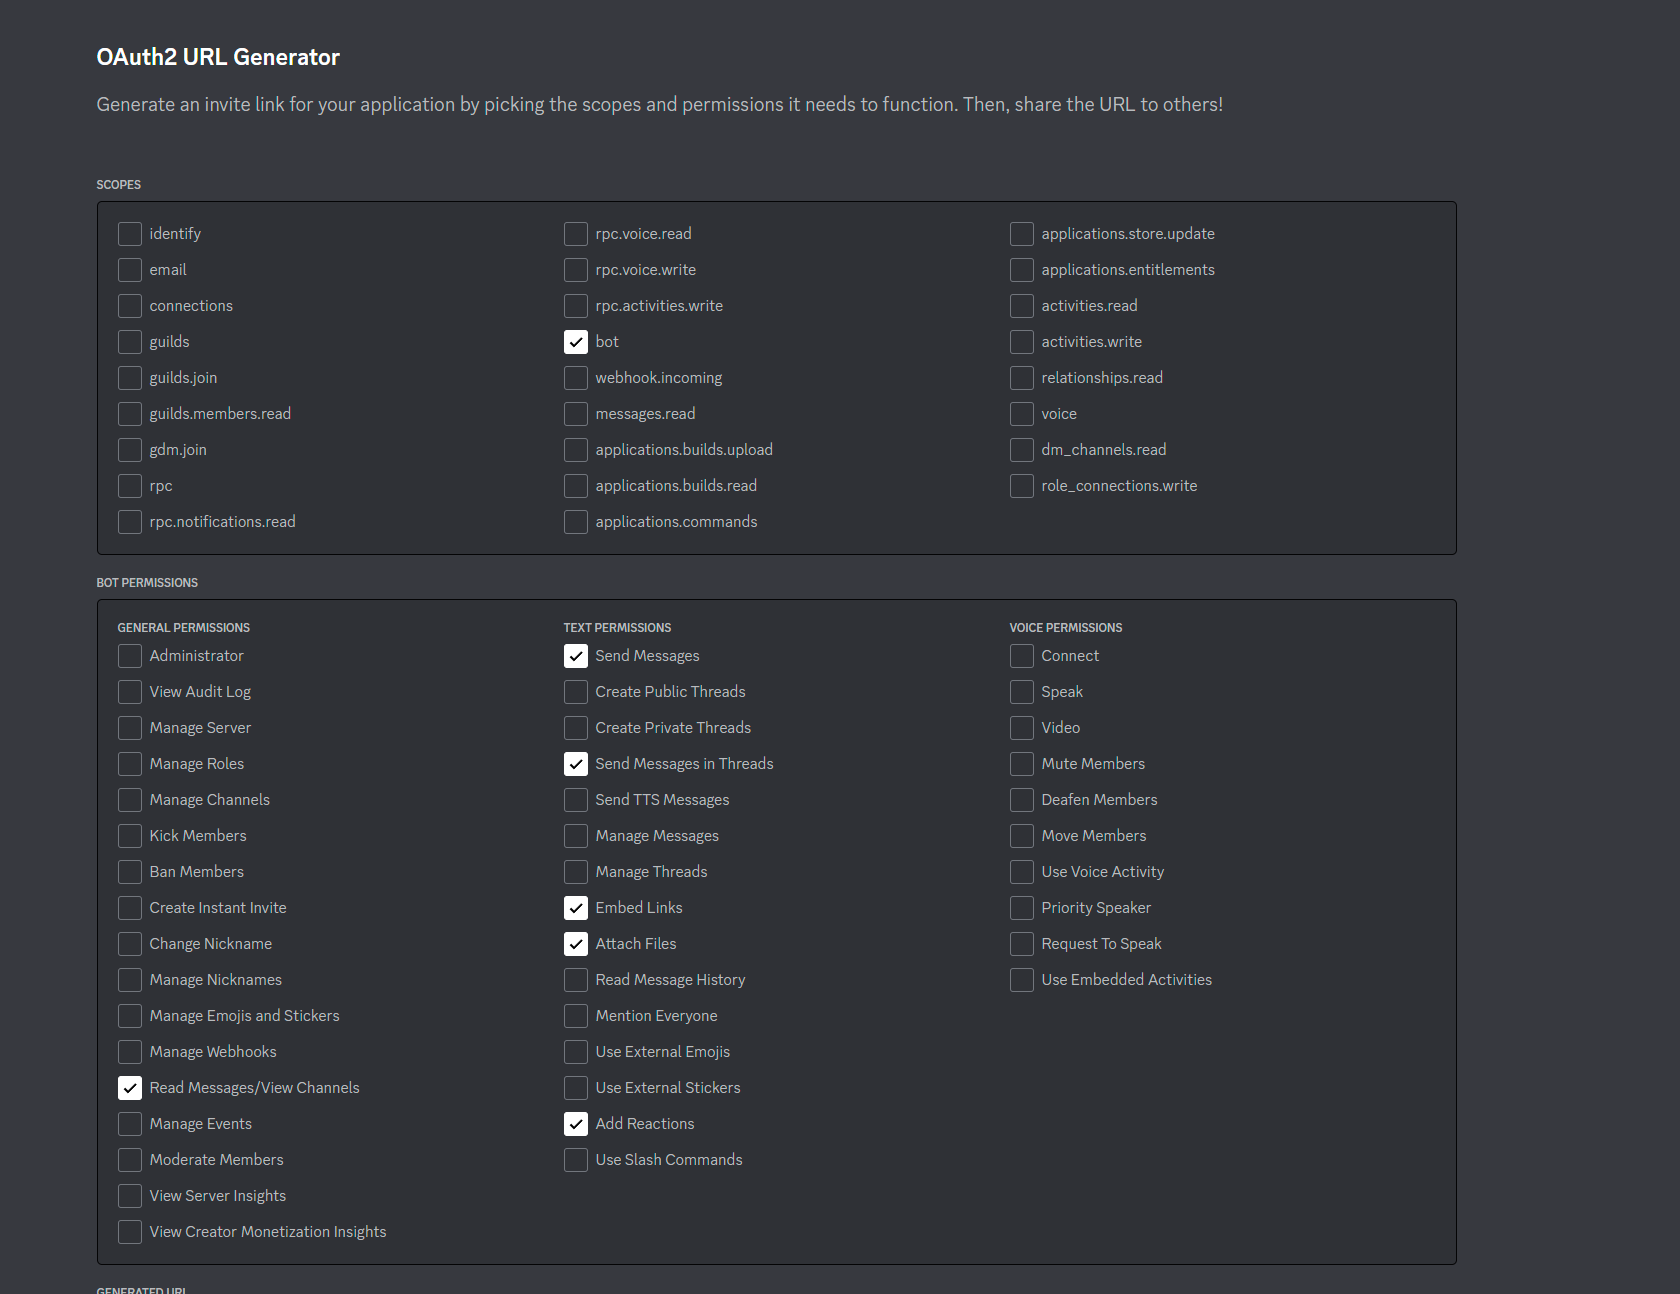 OAuth2 URL Generator
Generate an invite link for your application by picking the scopes and permissions it needs to function. Then, share the URL to others!
SCOPES
identify
email
connections
guilds
guilds.join
guilds.members.read
gdm.join
rpc
rpc.notifications.read
rpc.voice.read
rpc.voice.write
rpc.activities.write
bot
webhook.incoming
messages.read
applications.builds.upload
applications.builds.read
applications.commands
applications.store.update
applications.entitlements
activities.read
activities.write
relationships.read
voice
dm_channels.read
role_connections.write
BOT PERMISSIONS
GENERAL PERMISSIONS
Administrator
View Audit Log
Manage Server
Manage Roles
Manage Channels
Kick Members
Ban Members
Create Instant Invite
Change Nickname
Manage Nicknames
Manage Emojis and Stickers
Manage Webhooks
Read Messages/View Channels
Manage Events
Moderate Members
View Server Insights
View Creator Monetization Insights
TEXT PERMISSIONS
Send Messages
Create Public Threads
Create Private Threads
Send Messages in Threads
Send TTS Messages
Manage Messages
Manage Threads
Embed Links
Attach Files
Read Message History
Mention Everyone
Use External Emojis
Use External Stickers
Add Reactions
Use Slash Commands
VOICE PERMISSIONS
Connect
Speak
Video
Mute Members
Deafen Members
Move Members
Use Voice Activity
Priority Speaker
Request To Speak
Use Embedded Activities
GENERATED URL